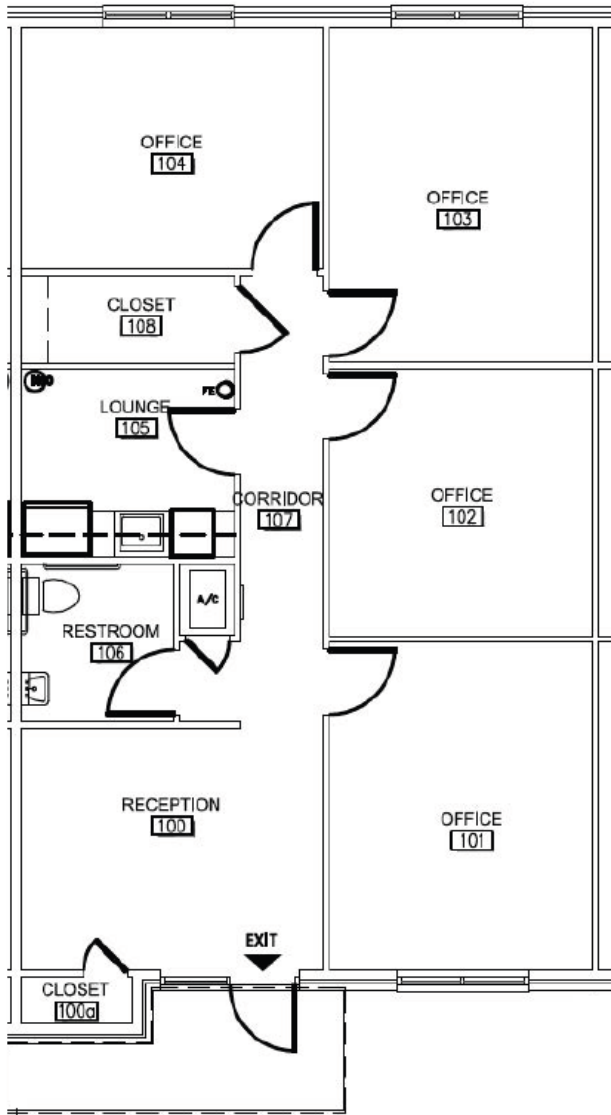 OFFICE
104
OFFICE
103
CLOSET
108
FE
LOUNGE
105
CORRIDOR
107
OFFICE
102
A/C
RESTROOM
106
RECEPTION
100
OFFICE
101
EXIT
CLOSET
100a